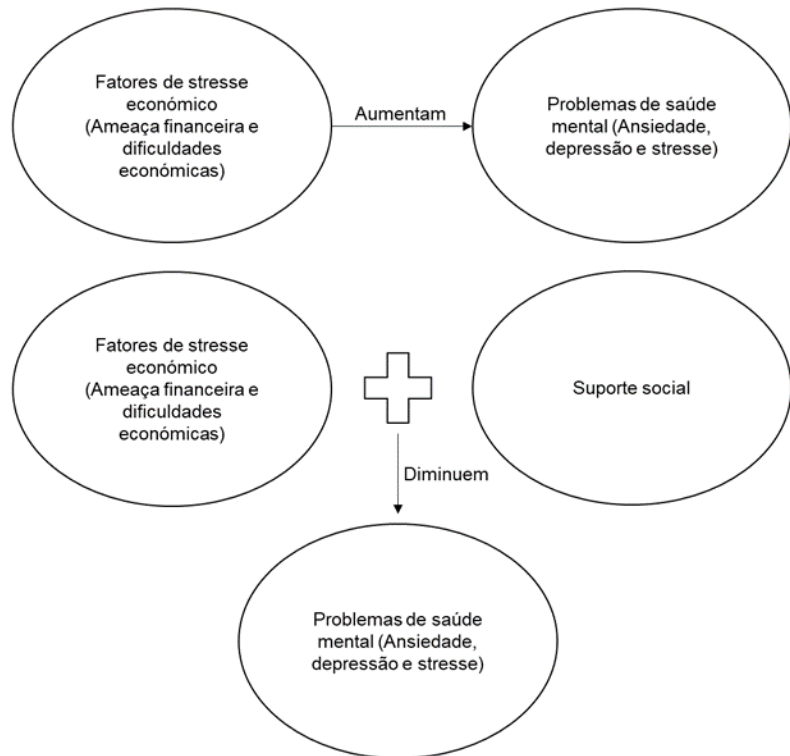 Fatores de stresse
económico
(Ameaça financeira e
dificuldades
económicas)
Aumentam
Problemas de saúde
mental (Ansiedade,
depressão e stresse)
Fatores de stresse
económico
(Ameaça financeira e
dificuldades
económicas)
Suporte social
Diminuem
Problemas de saúde
mental (Ansiedade,
depressão e stresse)